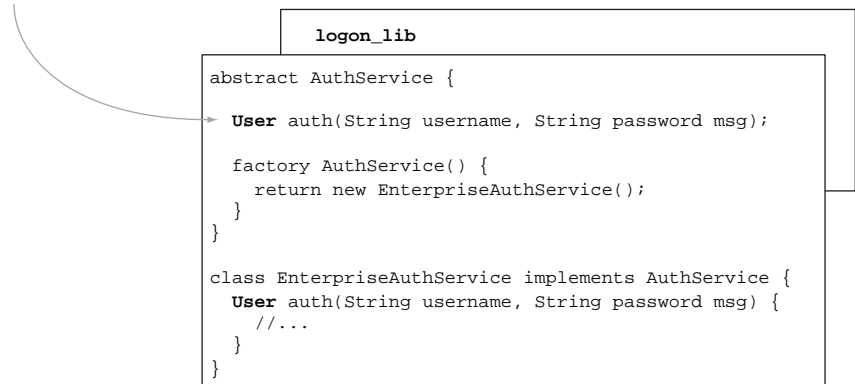 logon_lib
abstract AuthService {
User auth(String username, String password msg);
factory AuthService() {
return new EnterpriseAuthService();
}
}
class EnterpriseAuthService implements AuthService {
User auth(String username, String password msg) {
//...
}
}